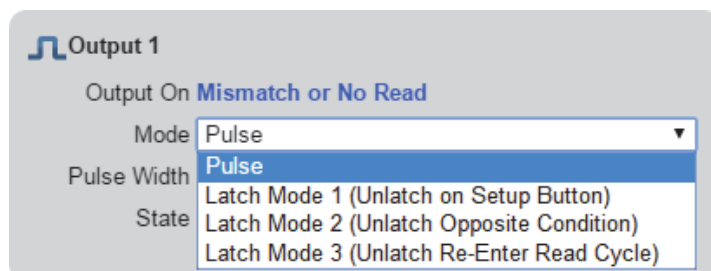 Output 1
Output On Mismatch or No Read
Mode Pulse
Pulse Width Pulse
Latch Mode 1 (Unlatch on Setup Button)
State Latch Mode 2 (Unlatch Opposite Condition)
Latch Mode 3 (Unlatch Re-Enter Read Cycle)